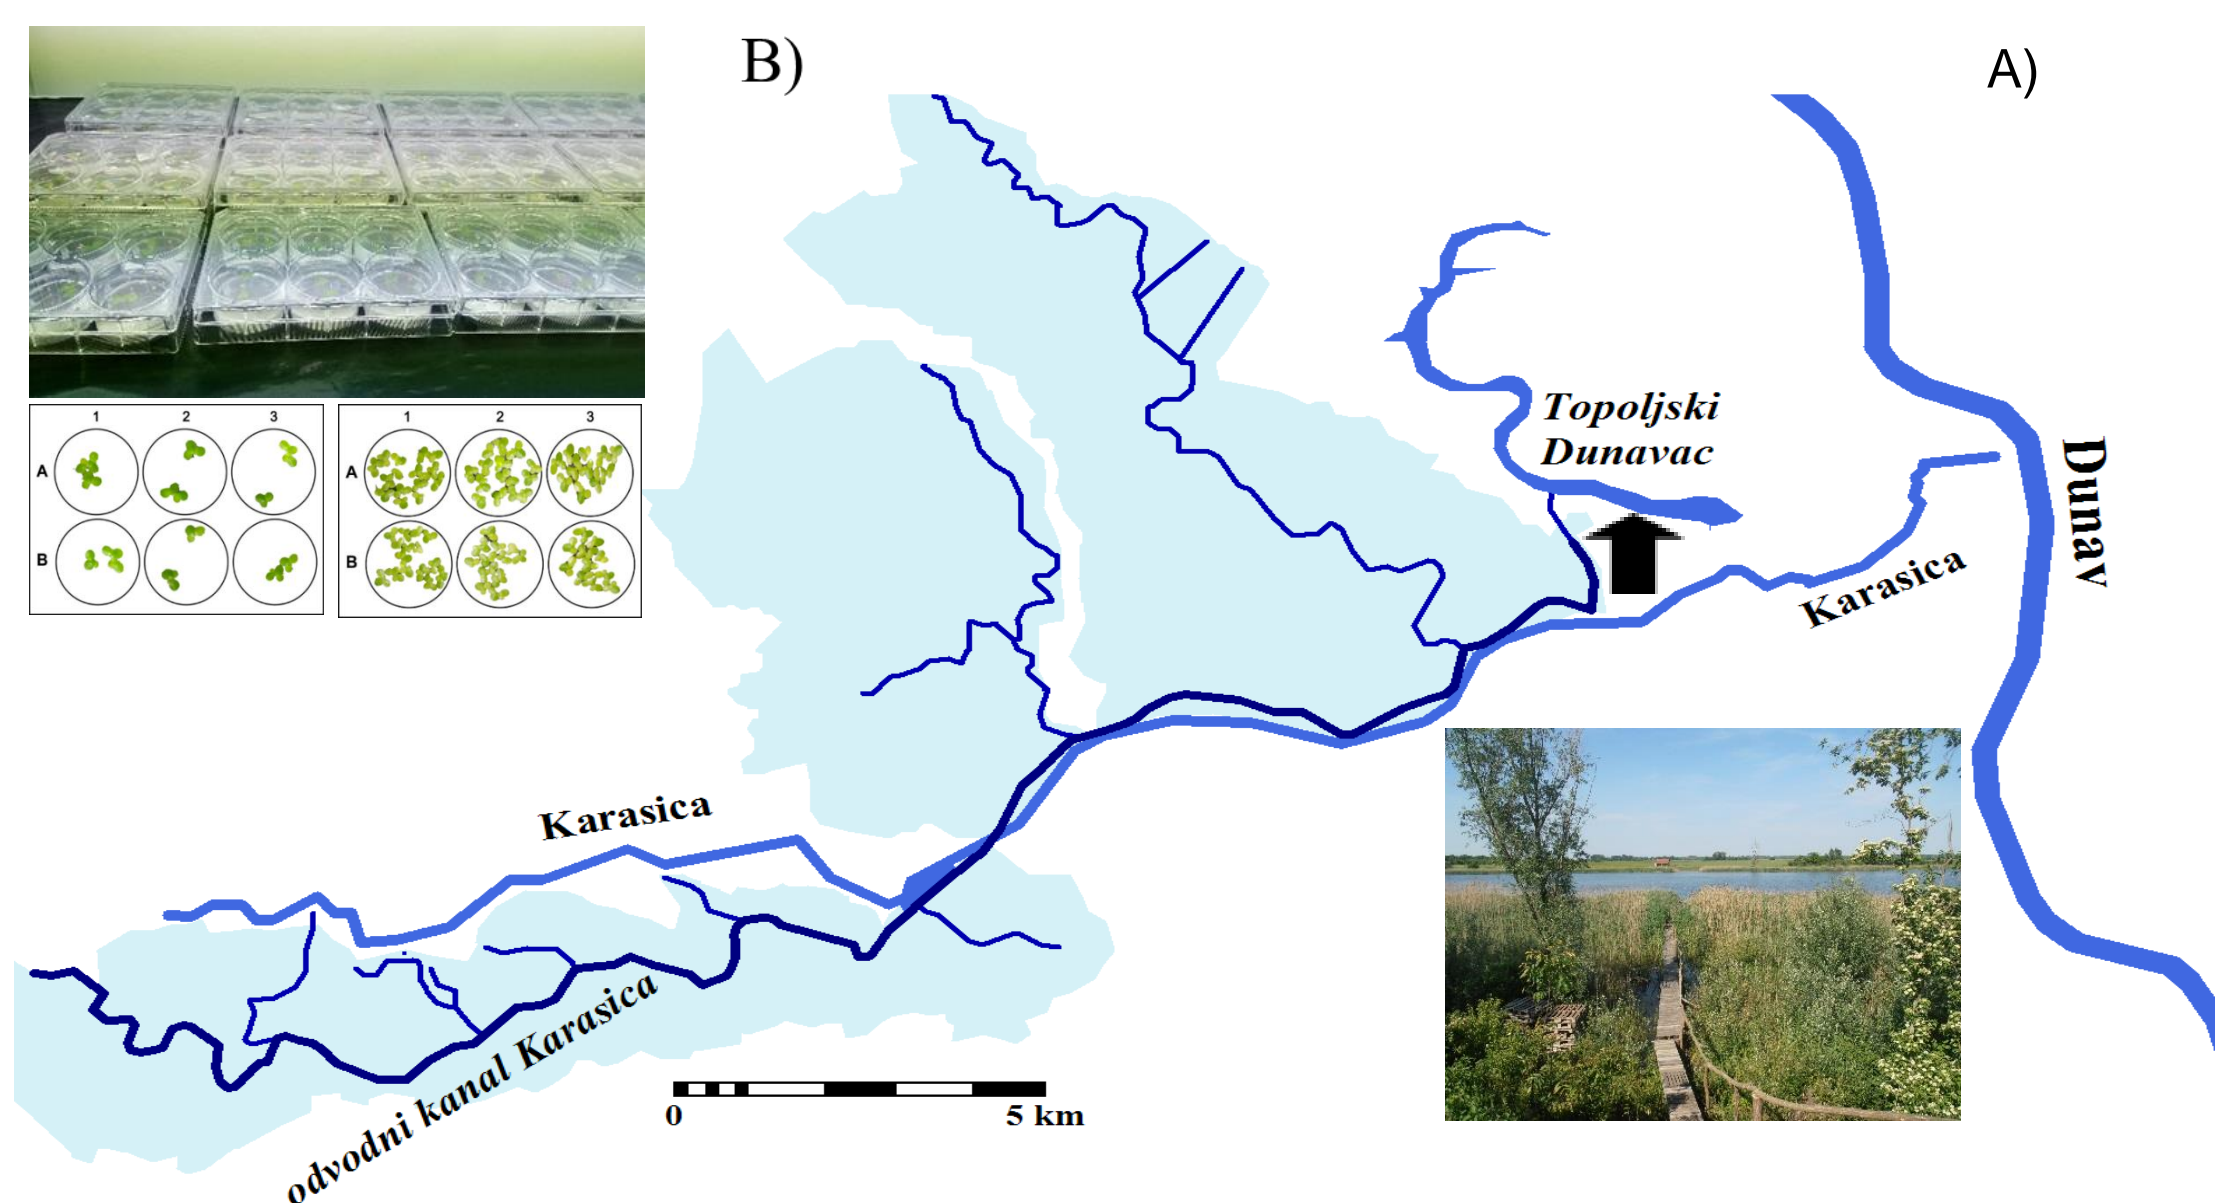 B)
A)
1 2 3
A
B
1 2 3
A
B
Topoljski
Dunavac
Dunav
Karasica
Karasica
odvodni kanal Karasica
0 5 km